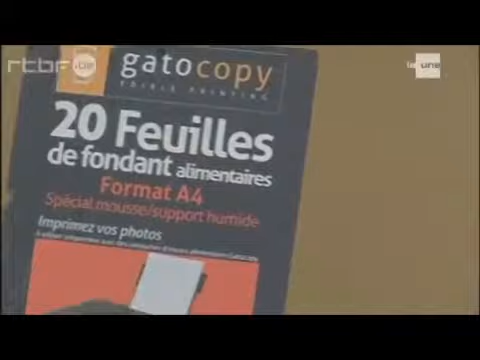 rtbf.be
la une
gatocopy
EDIBLE PRINTING
20 Feuilles
de fondant alimentaires
Format A4
Spécial mousse/support humide
Imprimez vos photos